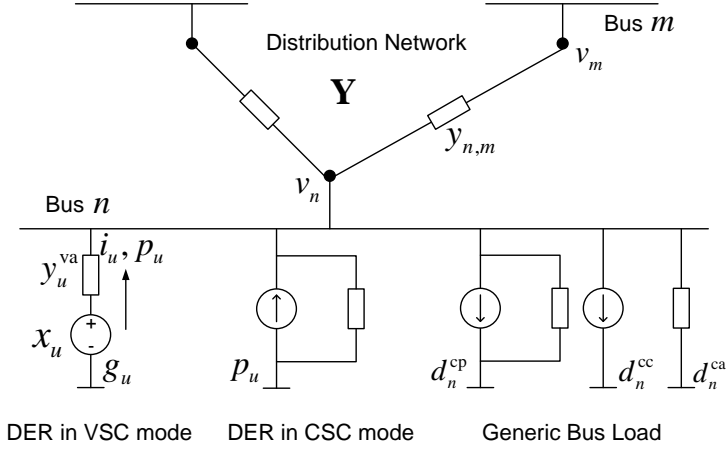 Bus m
Distribution Network
v_m
Y
y_{n,m}
v_n
Bus n
i_u, p_u
y_u^{va}
+
x_u
-
g_u
p_u
d_n^{cp}
d_n^{cc}
d_n^{ca}
DER in VSC mode
DER in CSC mode
Generic Bus Load